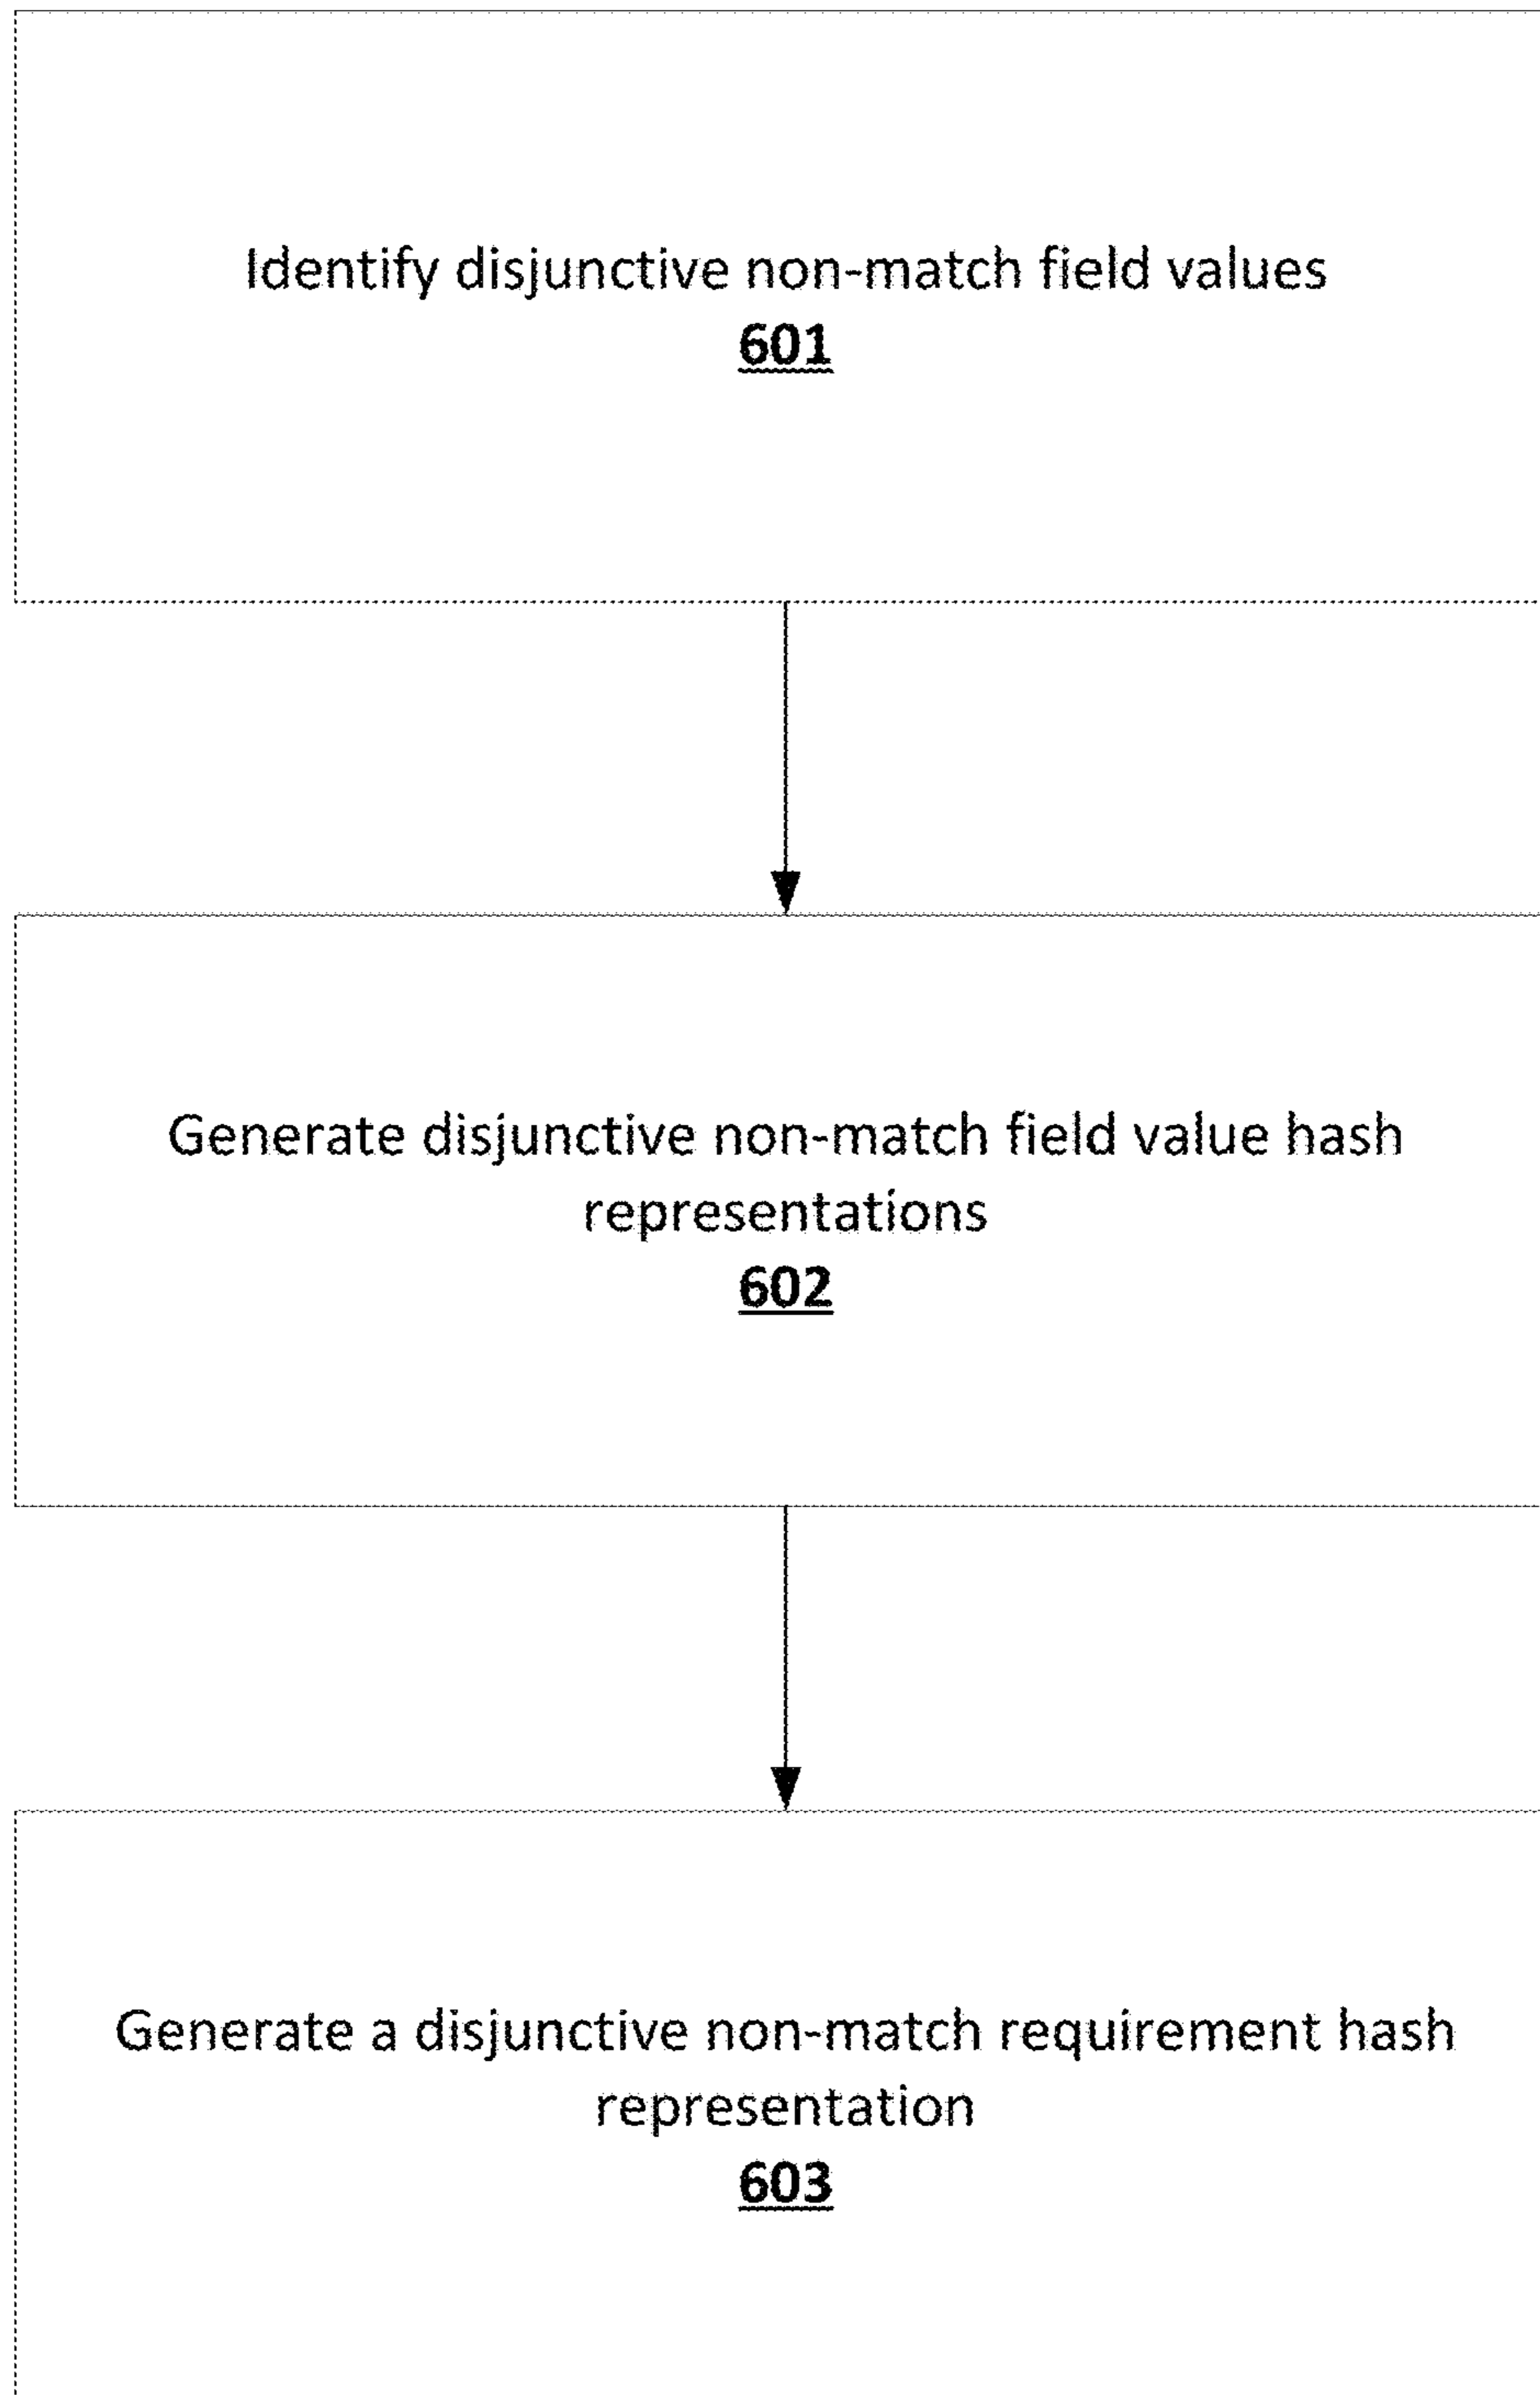 Identify disjunctive non-match field values
601
Generate disjunctive non-match field value hash
representations
602
Generate a disjunctive non-match requirement hash
representation
603